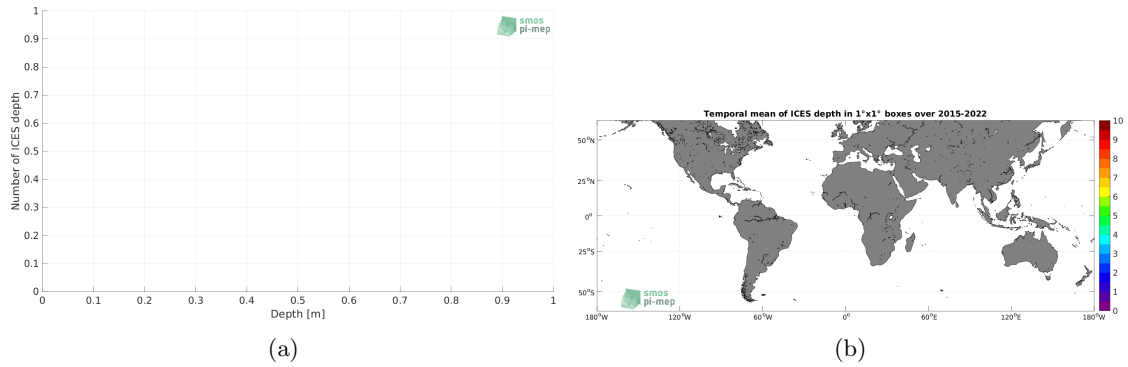 1
0.9
0.8
0.7
0.6
0.5
0.4
0.3
0.2
0.1
0
Number of ICES depth
smos
pi-mep
0 0.1 0.2 0.3 0.4 0.5 0.6 0.7 0.8 0.9 1
Depth [m]
(a)
Temporal mean of ICES depth in 1°x1° boxes over 2015-2022
50°N
25°N
0°
25°S
50°S
smos
pi-mep
180°W 120°W 60°W 0° 60°E 120°E 180°W
10
9
8
7
6
5
4
3
2
1
0
(b)